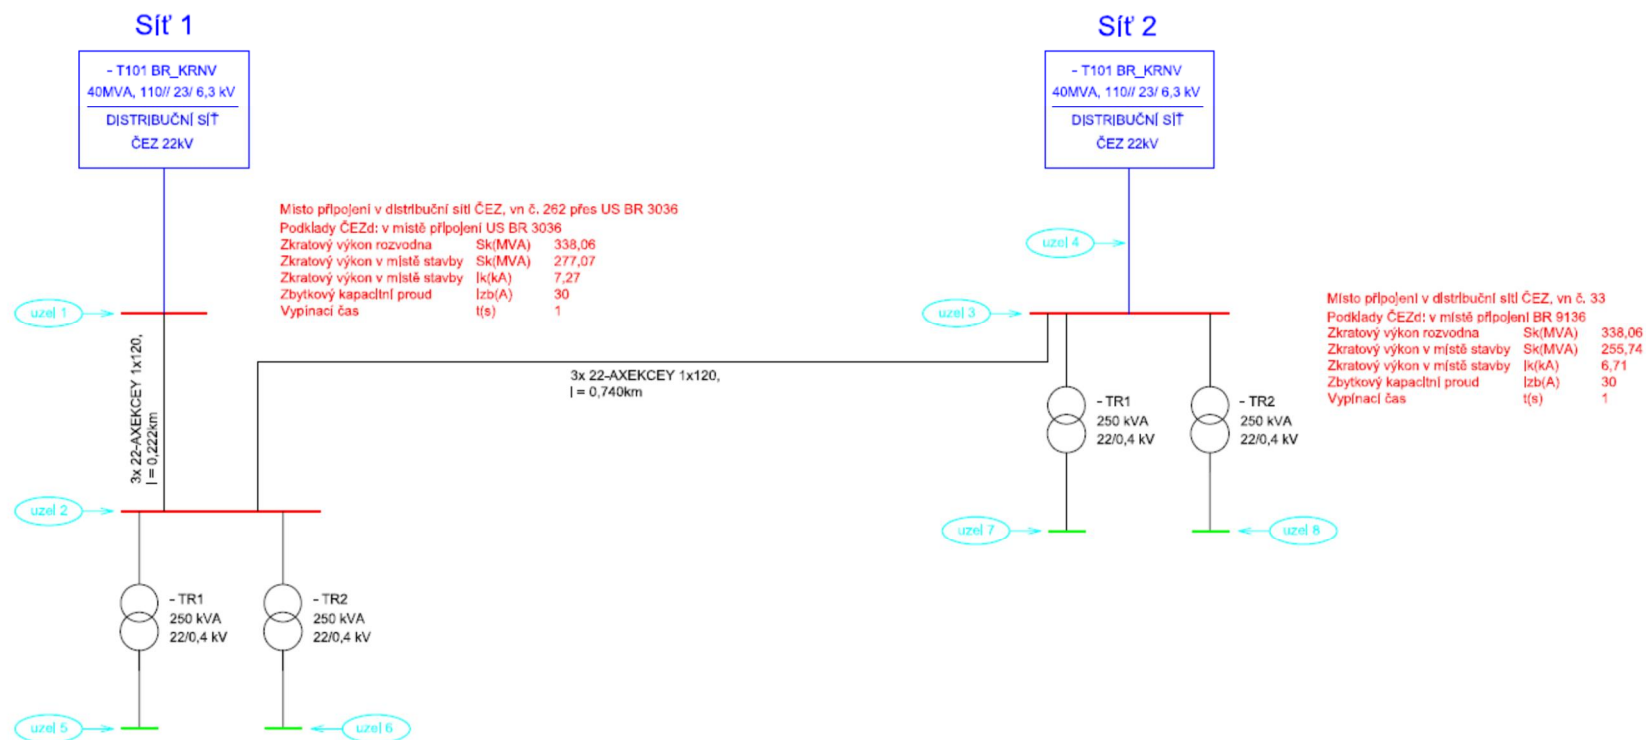 Síť 1
- T101 BR_KRNV
40MVA, 110// 23/ 6,3 kV
DISTRIBUČNÍ SÍŤ
ČEZ 22kV
Místo připojení v distribuční síti ČEZ, vn č. 262 přes US BR 3036
Podklady ČEZd: v místě připojení US BR 3036
Zkratový výkon rozvodna Sk(MVA) 338,06
Zkratový výkon v místě stavby Sk(MVA) 277,07
Zkratový výkon v místě stavby Ik(kA) 7,27
Zbytkový kapacitní proud Izb(A) 30
Vypínací čas t(s) 1
uzel 1
3x 22-AXEKCEY 1x120,
l = 0,222km
uzel 2
- TR1
250 kVA
22/0,4 kV
- TR2
250 kVA
22/0,4 kV
uzel 5
uzel 6
3x 22-AXEKCEY 1x120,
l = 0,740km
Síť 2
- T101 BR_KRNV
40MVA, 110// 23/ 6,3 kV
DISTRIBUČNÍ SÍŤ
ČEZ 22kV
uzel 4
uzel 3
Místo připojení v distribuční síti ČEZ, vn č. 33
Podklady ČEZd: v místě připojení BR 9136
Zkratový výkon rozvodna Sk(MVA) 338,06
Zkratový výkon v místě stavby Sk(MVA) 255,74
Zkratový výkon v místě stavby Ik(kA) 6,71
Zbytkový kapacitní proud Izb(A) 30
Vypínací čas t(s) 1
- TR1
250 kVA
22/0,4 kV
- TR2
250 kVA
22/0,4 kV
uzel 7
uzel 8